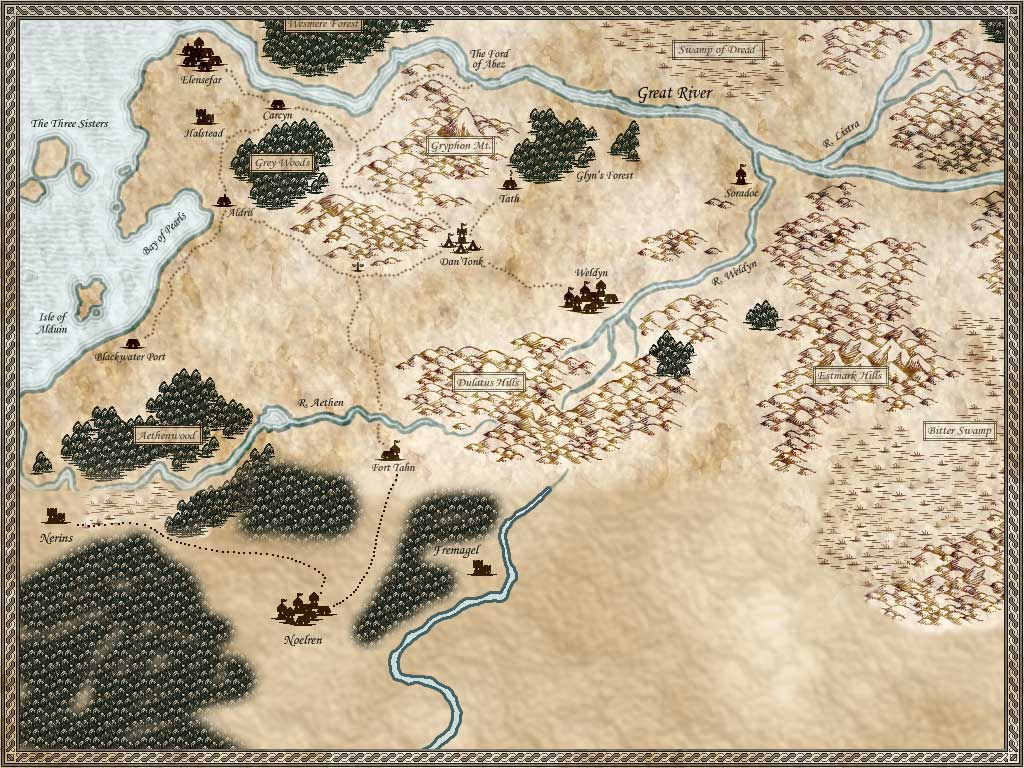 Wesmere Forest
Swamp of Dread
The Ford
of Abez
Elensefar
Great River
Carcyn
The Three Sisters
Halstead
R. Listra
Gryphon Mt.
Grey Woods
Glyn's Forest
Soradoc
Tath
Aldril
Bay of Pearls
Dan'Tonk
Weldyn
R. Weldyn
Isle of
Alduin
Blackwater Port
Dulatus Hills
Estmark Hills
R. Aethen
Aethenwood
Bitter Swamp
Fort Tahn
Nerins
Fremagel
Noelren